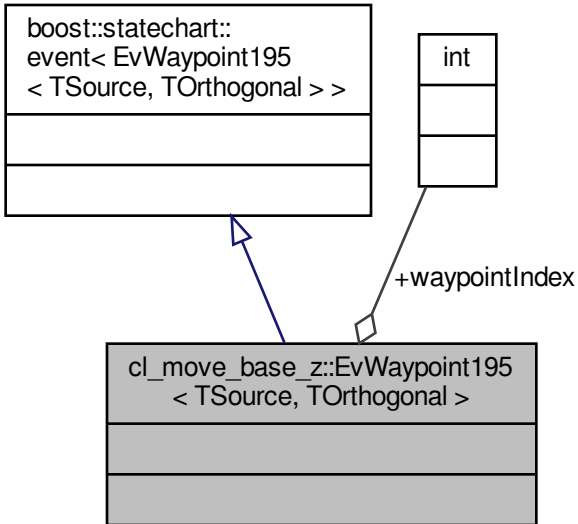 boost::statechart::
event< EvWaypoint195
< TSource, TOrthogonal > >
int
+waypointIndex
cl_move_base_z::EvWaypoint195
< TSource, TOrthogonal >